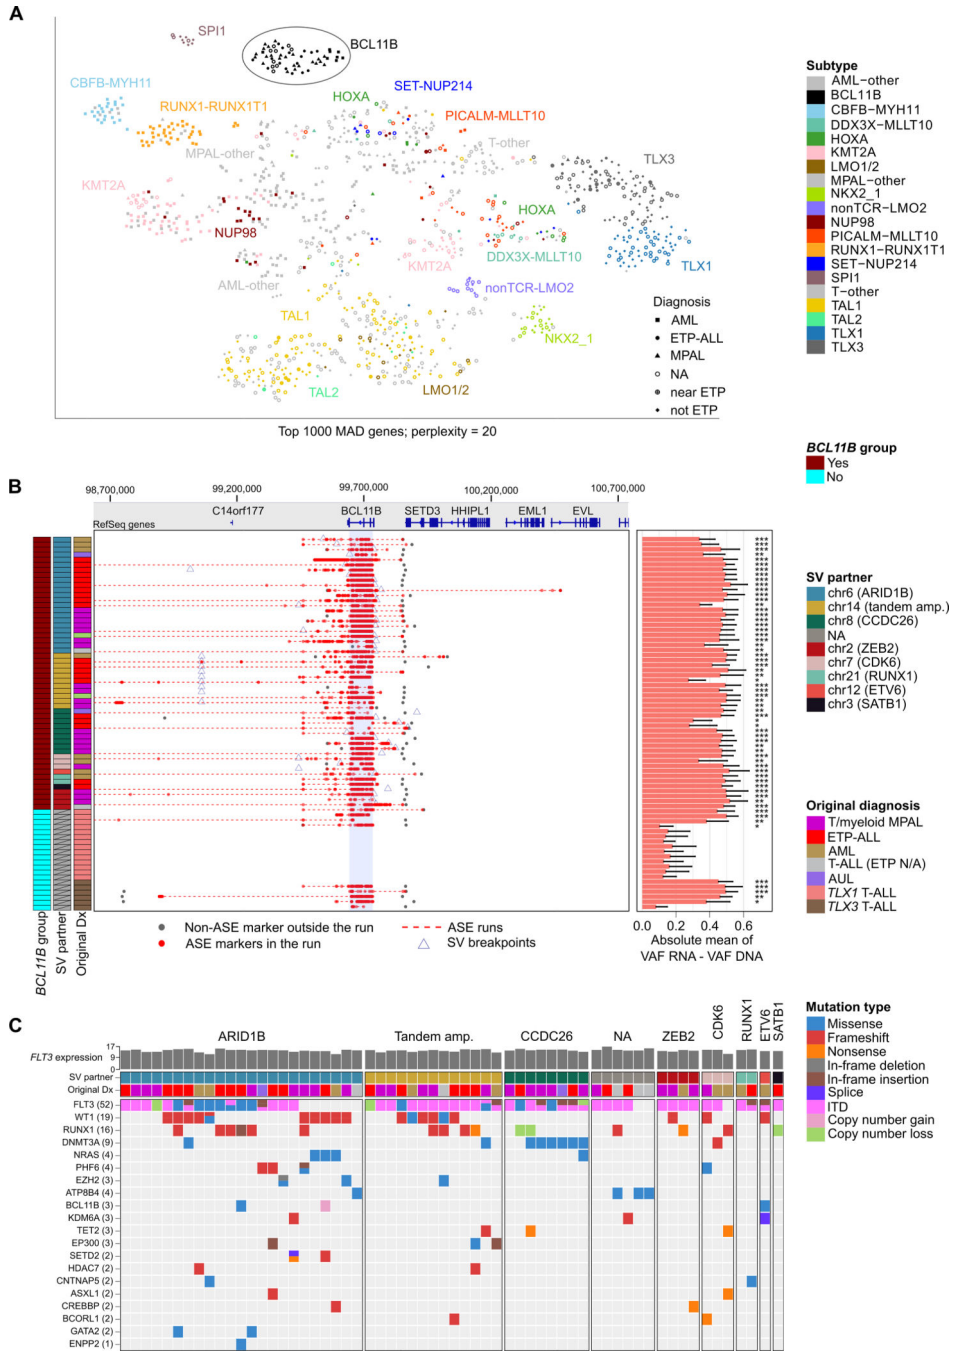 A
SPI1
BCL11B
CBFB-MYH11
SET-NUP214
RUNX1-RUNX1T1
HOXA
PICALM-MLLT10
MPAL-other
T-other
TLX3
KMT2A
HOXA
NUP98
KMT2A
DDX3X-MLLT10
TLX1
AML-other
nonTCR-LMO2
TAL1
NKX2_1
TAL2
LMO1/2
Diagnosis
AML
ETP-ALL
MPAL
NA
near ETP
not ETP
Top 1000 MAD genes; perplexity = 20
Subtype
AML−other
BCL11B
CBFB−MYH11
DDX3X−MLLT10
HOXA
KMT2A
LMO1/2
MPAL−other
NKX2_1
nonTCR−LMO2
NUP98
PICALM−MLLT10
RUNX1−RUNX1T1
SET−NUP214
SPI1
T−other
TAL1
TAL2
TLX1
TLX3
BCL11B group
Yes
No
B
98,700,000 99,200,000 99,700,000 100,200,000 100,700,000
C14orf177 BCL11B SETD3 HHIPL1 EML1 EVL
RefSeq genes
BCL11B group
SV partner
Original Dx
Non-ASE marker outside the run
ASE markers in the run
ASE runs
SV breakpoints
***
**
*
0.0 0.2 0.4 0.6 0.8
Absolute mean of
VAF RNA - VAF DNA
SV partner
chr6 (ARID1B)
chr14 (tandem amp.)
chr8 (CCDC26)
NA
chr2 (ZEB2)
chr7 (CDK6)
chr21 (RUNX1)
chr12 (ETV6)
chr3 (SATB1)
Original diagnosis
T/myeloid MPAL
ETP-ALL
AML
T-ALL (ETP N/A)
AUL
TLX1 T-ALL
TLX3 T-ALL
C
ARID1B Tandem amp. CCDC26 NA ZEB2 CDK6 RUNX1 ETV6 SATB1
17
9
0
FLT3 expression
SV partner
Original Dx
FLT3 (52)
WT1 (19)
RUNX1 (16)
DNMT3A (9)
NRAS (4)
PHF6 (4)
EZH2 (3)
ATP8B4 (4)
BCL11B (3)
KDM6A (3)
TET2 (3)
EP300 (3)
SETD2 (2)
HDAC7 (2)
CNTNAP5 (2)
ASXL1 (2)
CREBBP (2)
BCORL1 (2)
GATA2 (2)
ENPP2 (1)
Mutation type
Missense
Frameshift
Nonsense
In-frame deletion
In-frame insertion
Splice
ITD
Copy number gain
Copy number loss